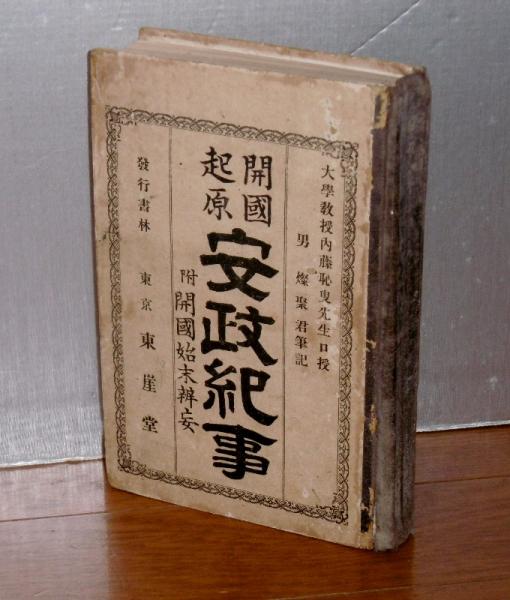 大學敎授內藤恥叟先生口授
男燦聚君筆記
開國
起原
安政紀事
附開國始末辨妄
發行書林 東京 東崖堂